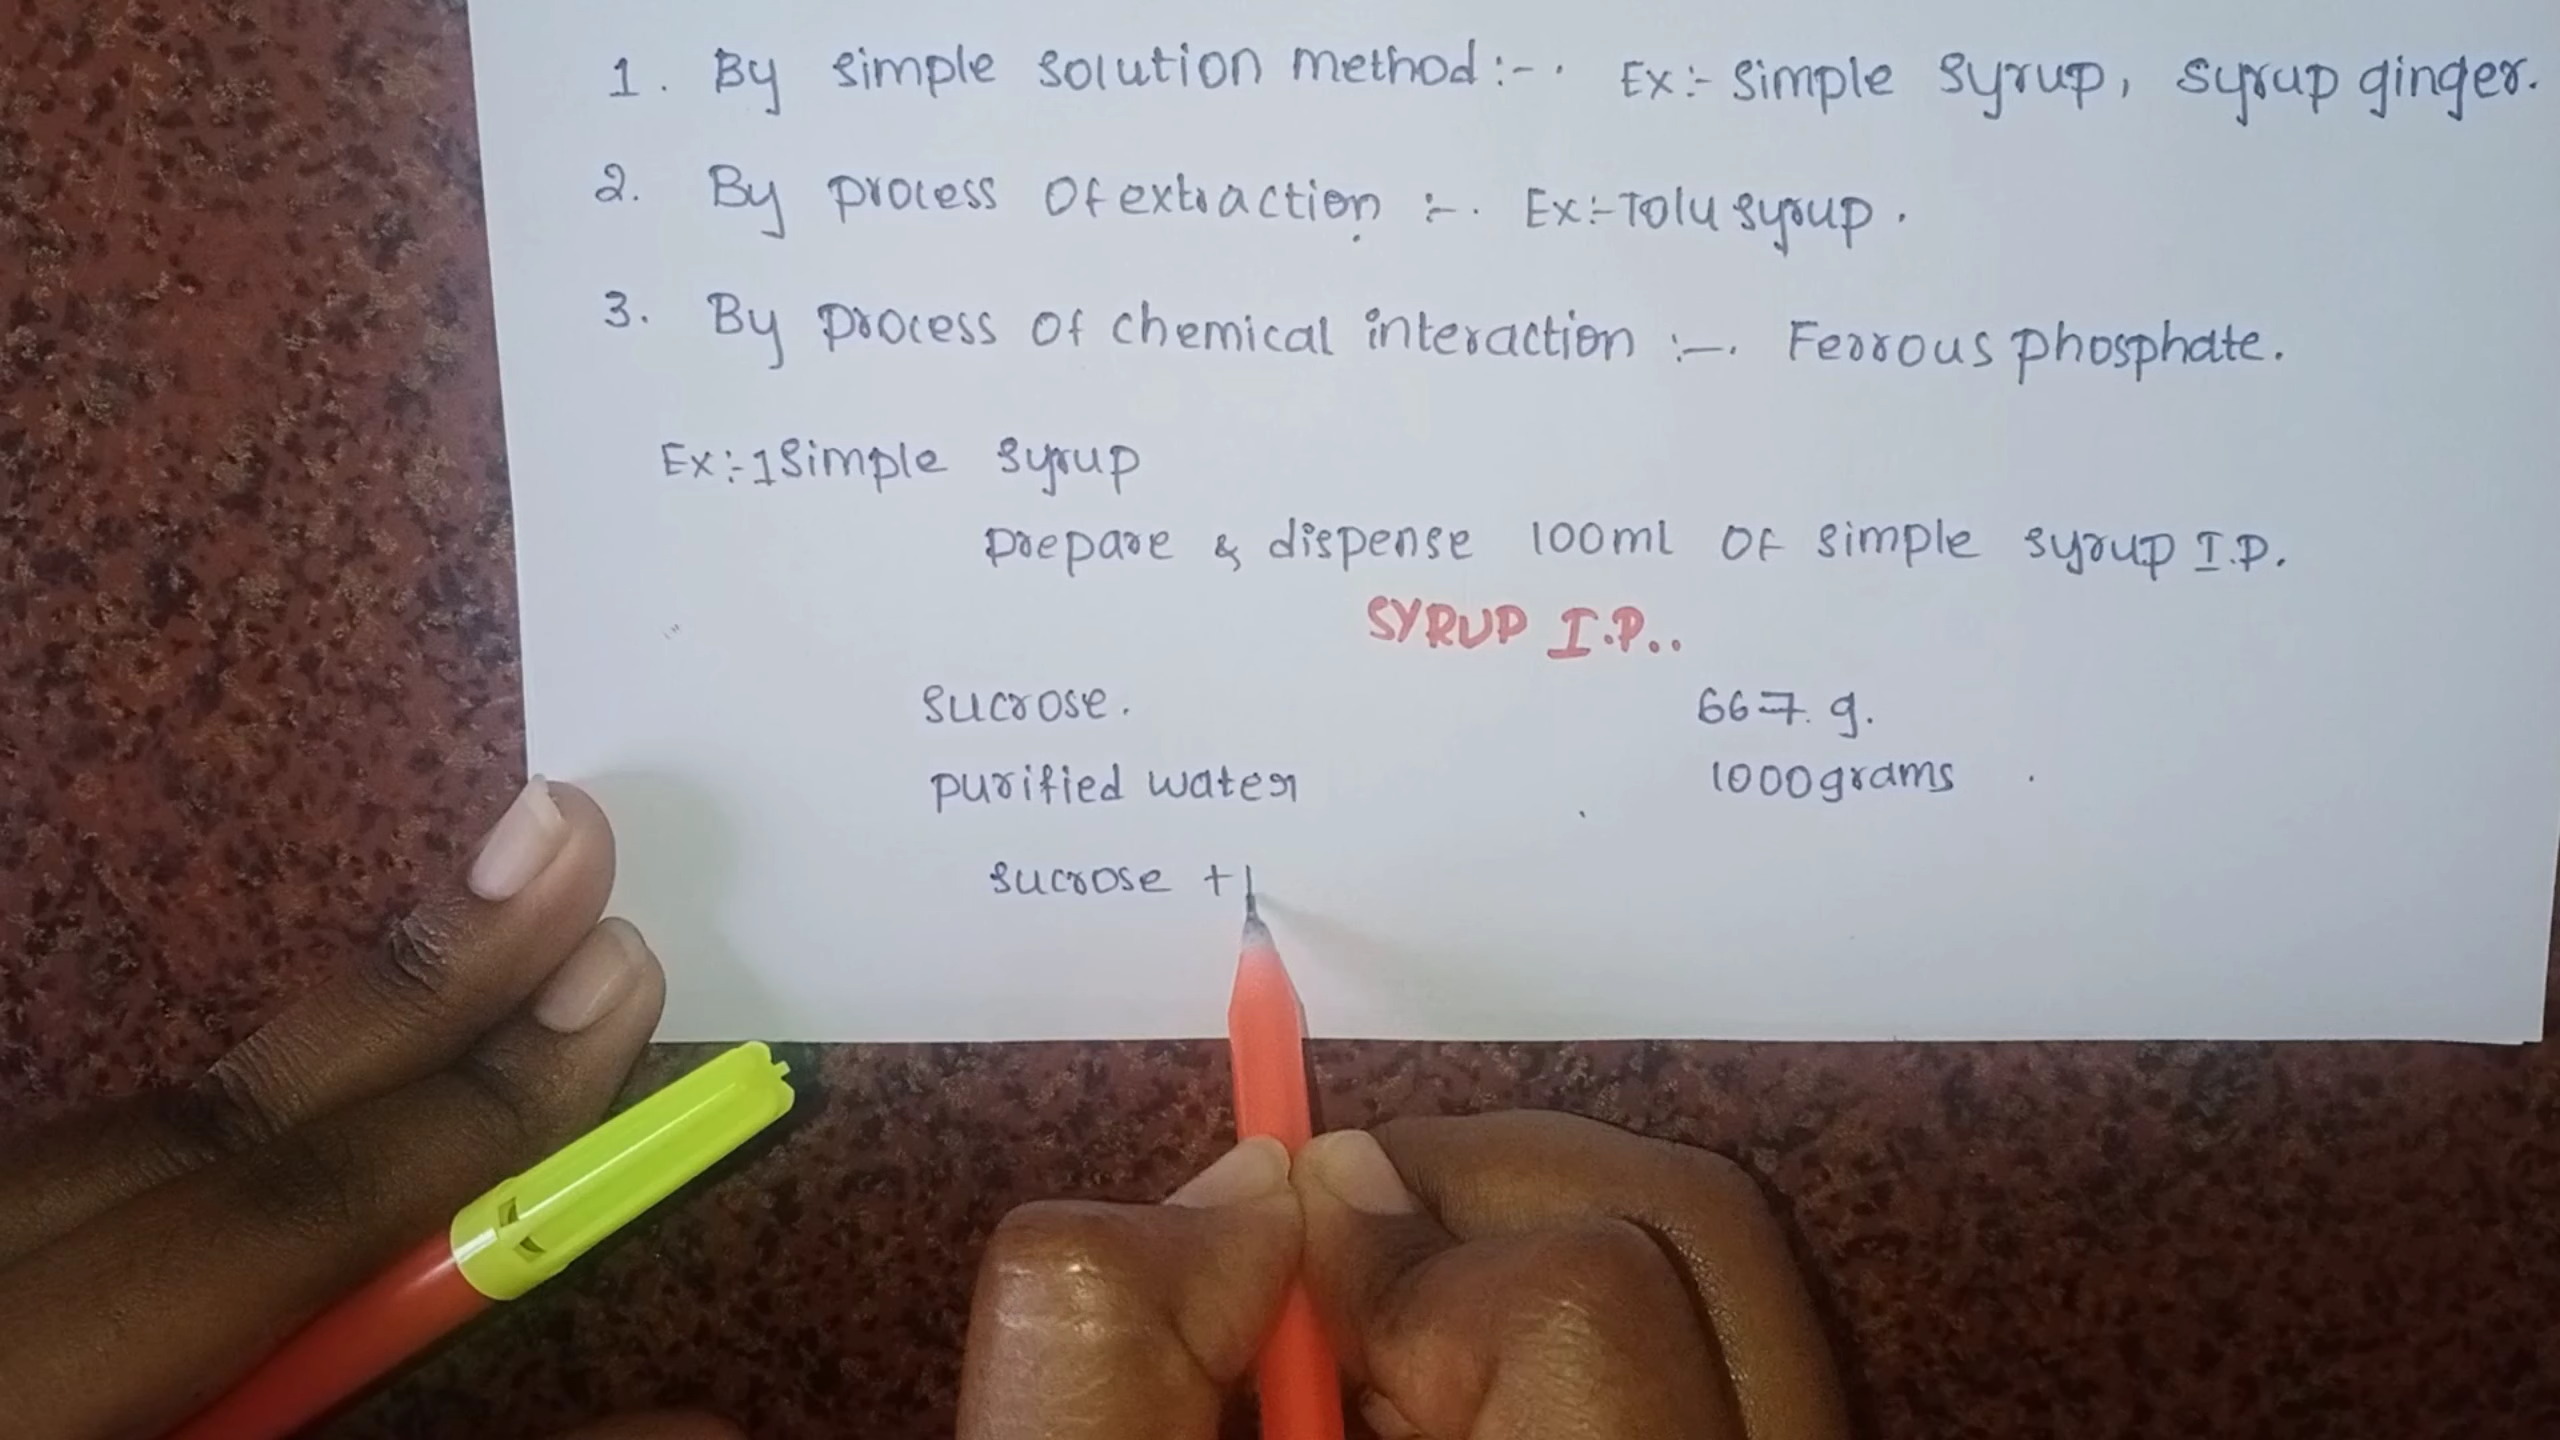 1. By simple solution method :- . Ex :- Simple Syrup, Syrup ginger.
2. By process of extraction :- . Ex :- Tolu syrup .
3. By process of chemical interaction :- . Ferrous phosphate.
Ex :- 1 Simple syrup
prepare & dispense 100ml of simple syrup I.P.
SYRUP I.P..
Sucrose. 667. g.
purified water 1000grams .
sucrose +